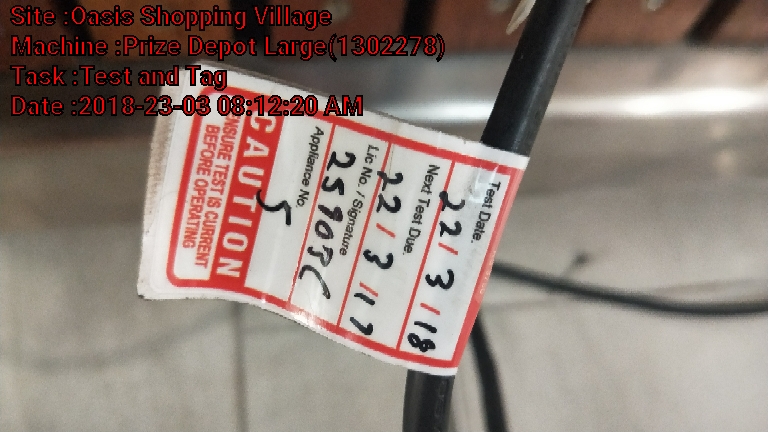 Site :Oasis Shopping Village
Machine :Prize Depot Large(1302278)
Task :Test and Tag
Date :2018-23-03 08:12:20 AM
Test Date.
22/3/18
Next Test Due.
22/3/19
Lic No. / Signature
25903C
Appliance No.
5
CAUTION
ENSURE TEST IS CURRENT
BEFORE OPERATING